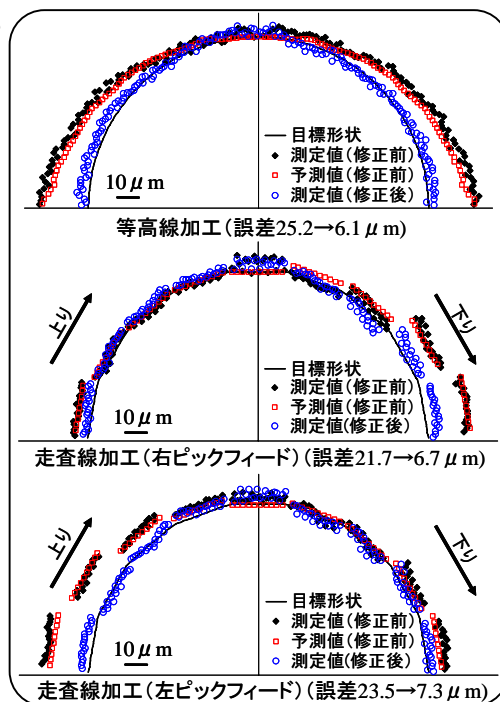 目標形状
測定値(修正前)
予測値(修正前)
測定値(修正後)
10μm
等高線加工(誤差25.2→6.1μm)
上り
下り
目標形状
測定値(修正前)
予測値(修正前)
測定値(修正後)
10μm
走査線加工(右ピックフィード)(誤差21.7→6.7μm)
上り
下り
目標形状
測定値(修正前)
予測値(修正前)
測定値(修正後)
10μm
走査線加工(左ピックフィード)(誤差23.5→7.3μm)